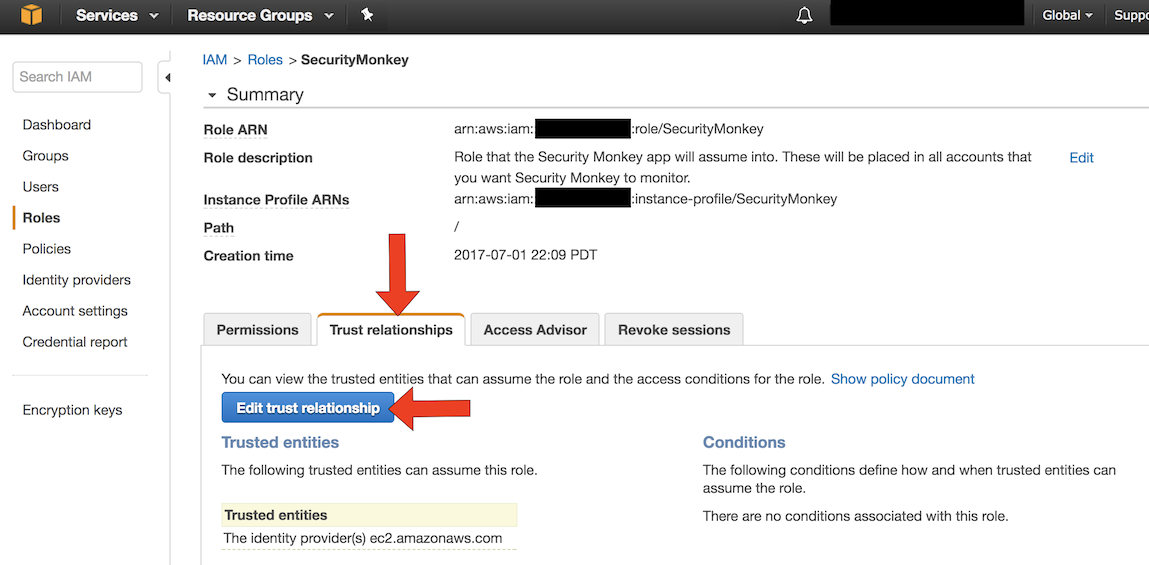 Services Resource Groups Global Suppo
IAM > Roles > SecurityMonkey
Search IAM
Summary
Dashboard
Groups
Users
Roles
Policies
Identity providers
Account settings
Credential report
Encryption keys
Role ARN arn:aws:iam: :role/SecurityMonkey
Role description Role that the Security Monkey app will assume into. These will be placed in all accounts that Edit
you want Security Monkey to monitor.
Instance Profile ARNs arn:aws:iam: :instance-profile/SecurityMonkey
Path /
Creation time 2017-07-01 22:09 PDT
Permissions Trust relationships Access Advisor Revoke sessions
You can view the trusted entities that can assume the role and the access conditions for the role. Show policy document
Edit trust relationship
Trusted entities
The following trusted entities can assume this role.
Trusted entities
The identity provider(s) ec2.amazonaws.com
Conditions
The following conditions define how and when trusted entities can
assume the role.
There are no conditions associated with this role.